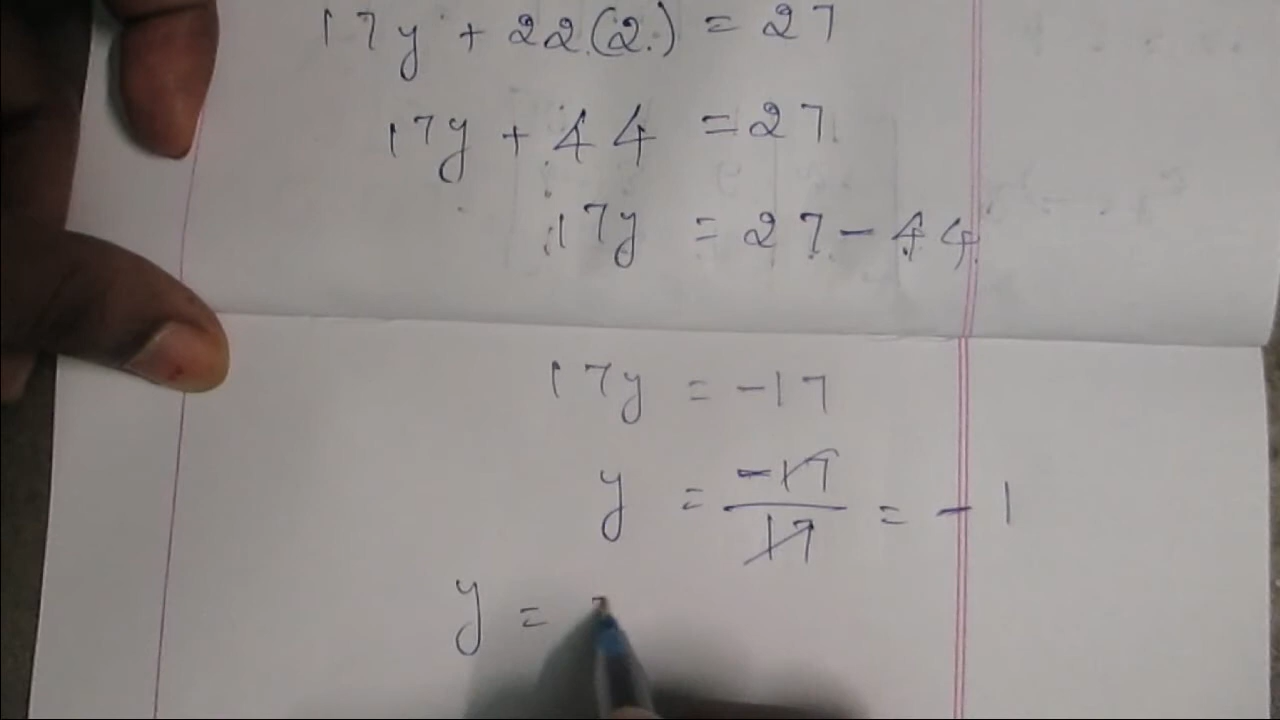 17y + 22(2) = 27
17y + 44 = 27
17y = 27 - 44
17y = -17
y = -17/17 = -1
y =